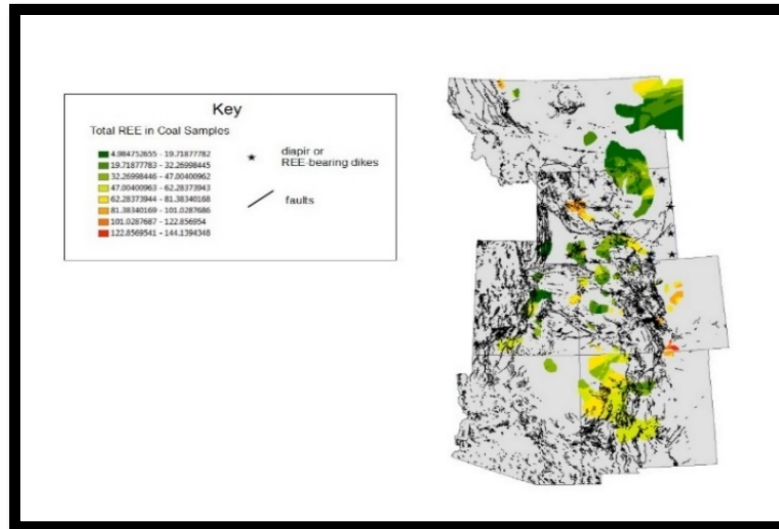 Key
Total REE in Coal Samples
4.984752655 - 19.71877782
19.71877783 - 32.26998445
32.26998446 - 47.00400962
47.00400963 - 62.28373943
62.28373944 - 81.38340168
81.38340169 - 101.0287686
101.0287687 - 122.856954
122.8569541 - 144.1394348
diapir or
REE-bearing dikes
faults